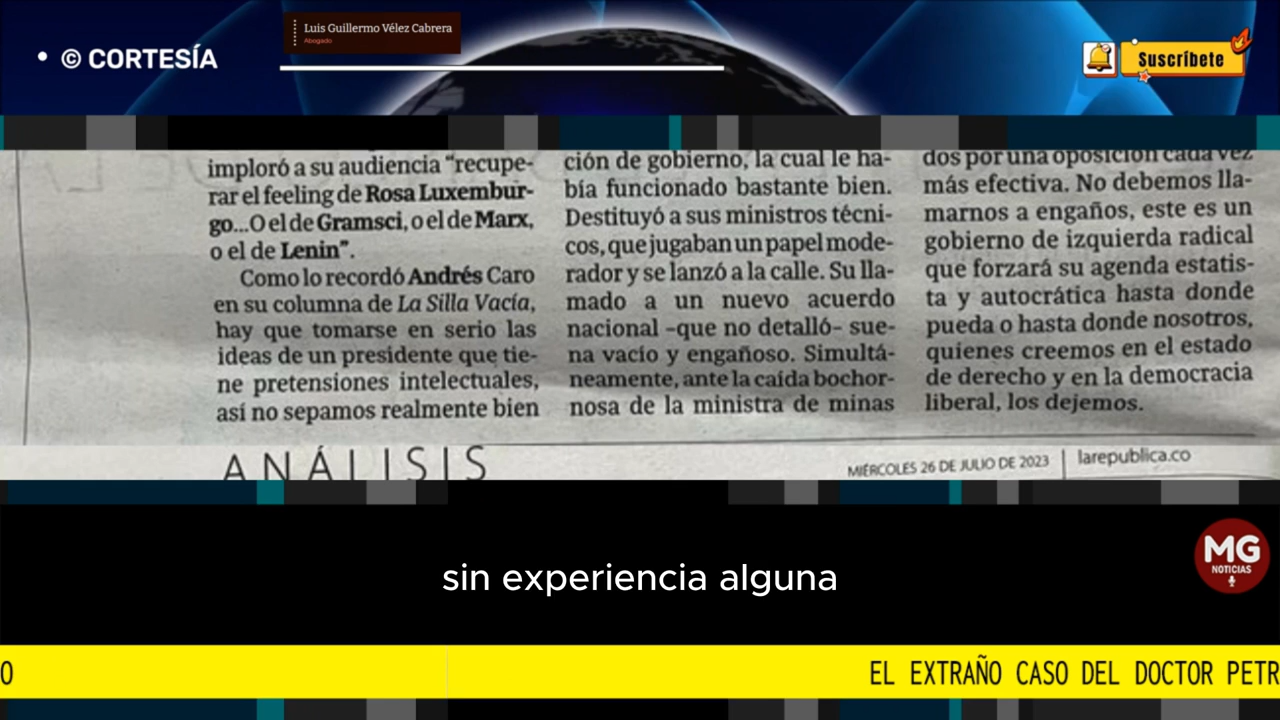 • © CORTESÍA
Luis Guillermo Vélez Cabrera
Abogado
Suscríbete
imploró a su audiencia “recupe-
rar el feeling de Rosa Luxembur-
go...O el de Gramsci, o el de Marx,
o el de Lenin”.
Como lo recordó Andrés Caro
en su columna de La Silla Vacía,
hay que tomarse en serio las
ideas de un presidente que tie-
ne pretensiones intelectuales,
así no sepamos realmente bien
ción de gobierno, la cual le ha-
bía funcionado bastante bien.
Destituyó a sus ministros técni-
cos, que jugaban un papel mode-
rador y se lanzó a la calle. Su lla-
mado a un nuevo acuerdo
nacional –que no detalló– sue-
na vacío y engañoso. Simultá-
neamente, ante la caída bochor-
nosa de la ministra de minas
dos por una oposición cada vez
más efectiva. No debemos lla-
marnos a engaños, este es un
gobierno de izquierda radical
que forzará su agenda estatis-
ta y autocrática hasta donde
pueda o hasta donde nosotros,
quienes creemos en el estado
de derecho y en la democracia
liberal, los dejemos.
ANÁLISIS
MIÉRCOLES 26 DE JULIO DE 2023 | larepublica.co
sin experiencia alguna
MG
NOTICIAS
O EL EXTRAÑO CASO DEL DOCTOR PETR